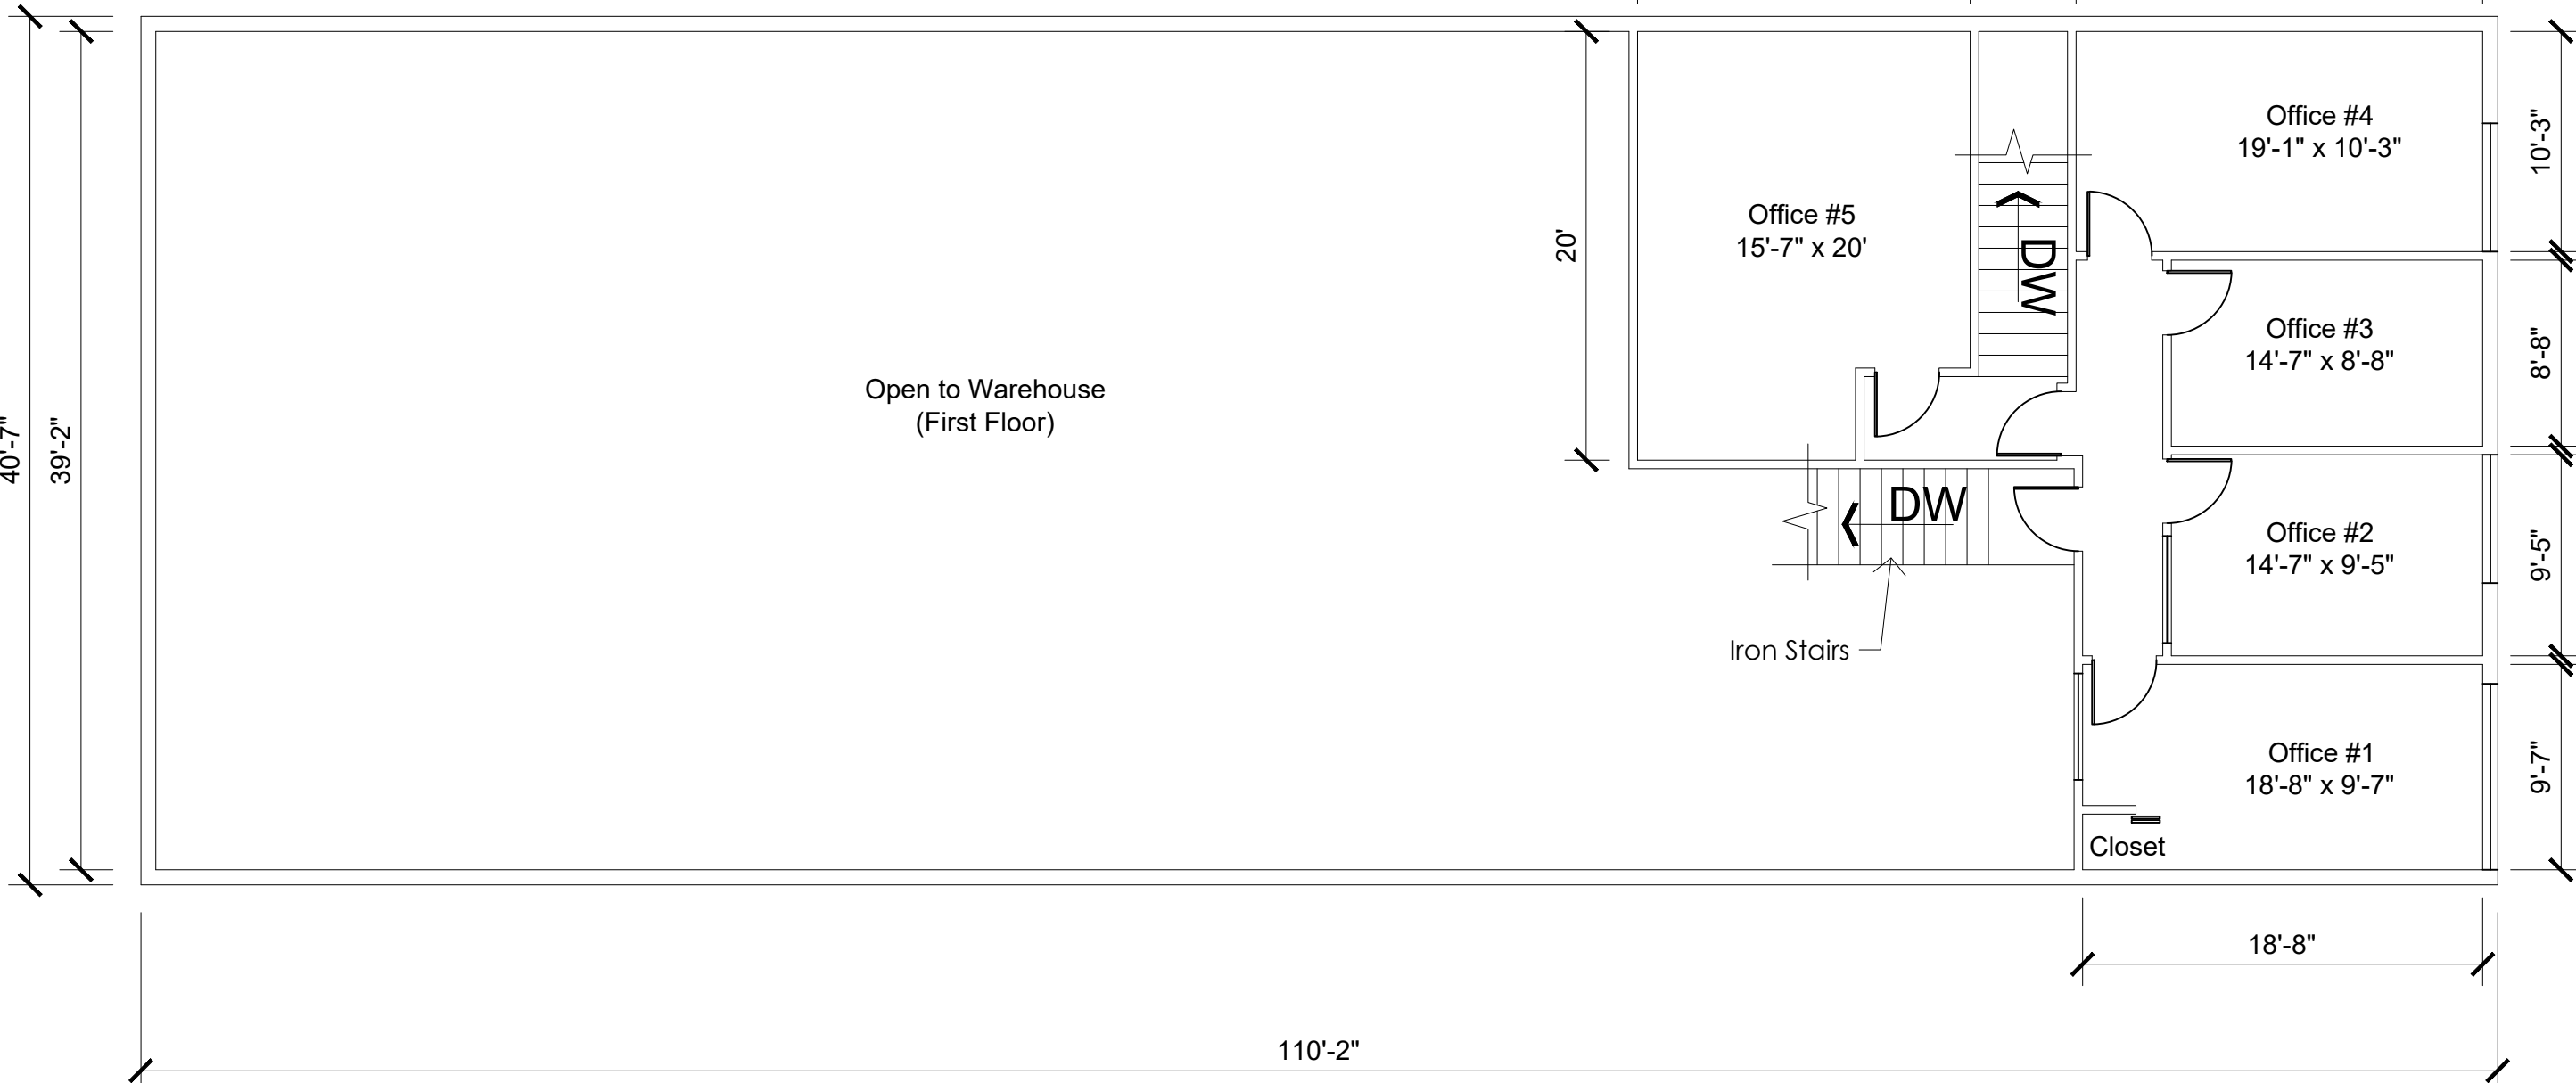 Office #4
19'-1" x 10'-3"
10'-3"
Office #5
15'-7" x 20'
20'
DW
Office #3
14'-7" x 8'-8"
8'-8"
Open to Warehouse
(First Floor)
40'-7"
39'-2"
DW
Office #2
14'-7" x 9'-5"
9'-5"
Iron Stairs
Office #1
18'-8" x 9'-7"
9'-7"
Closet
18'-8"
110'-2"